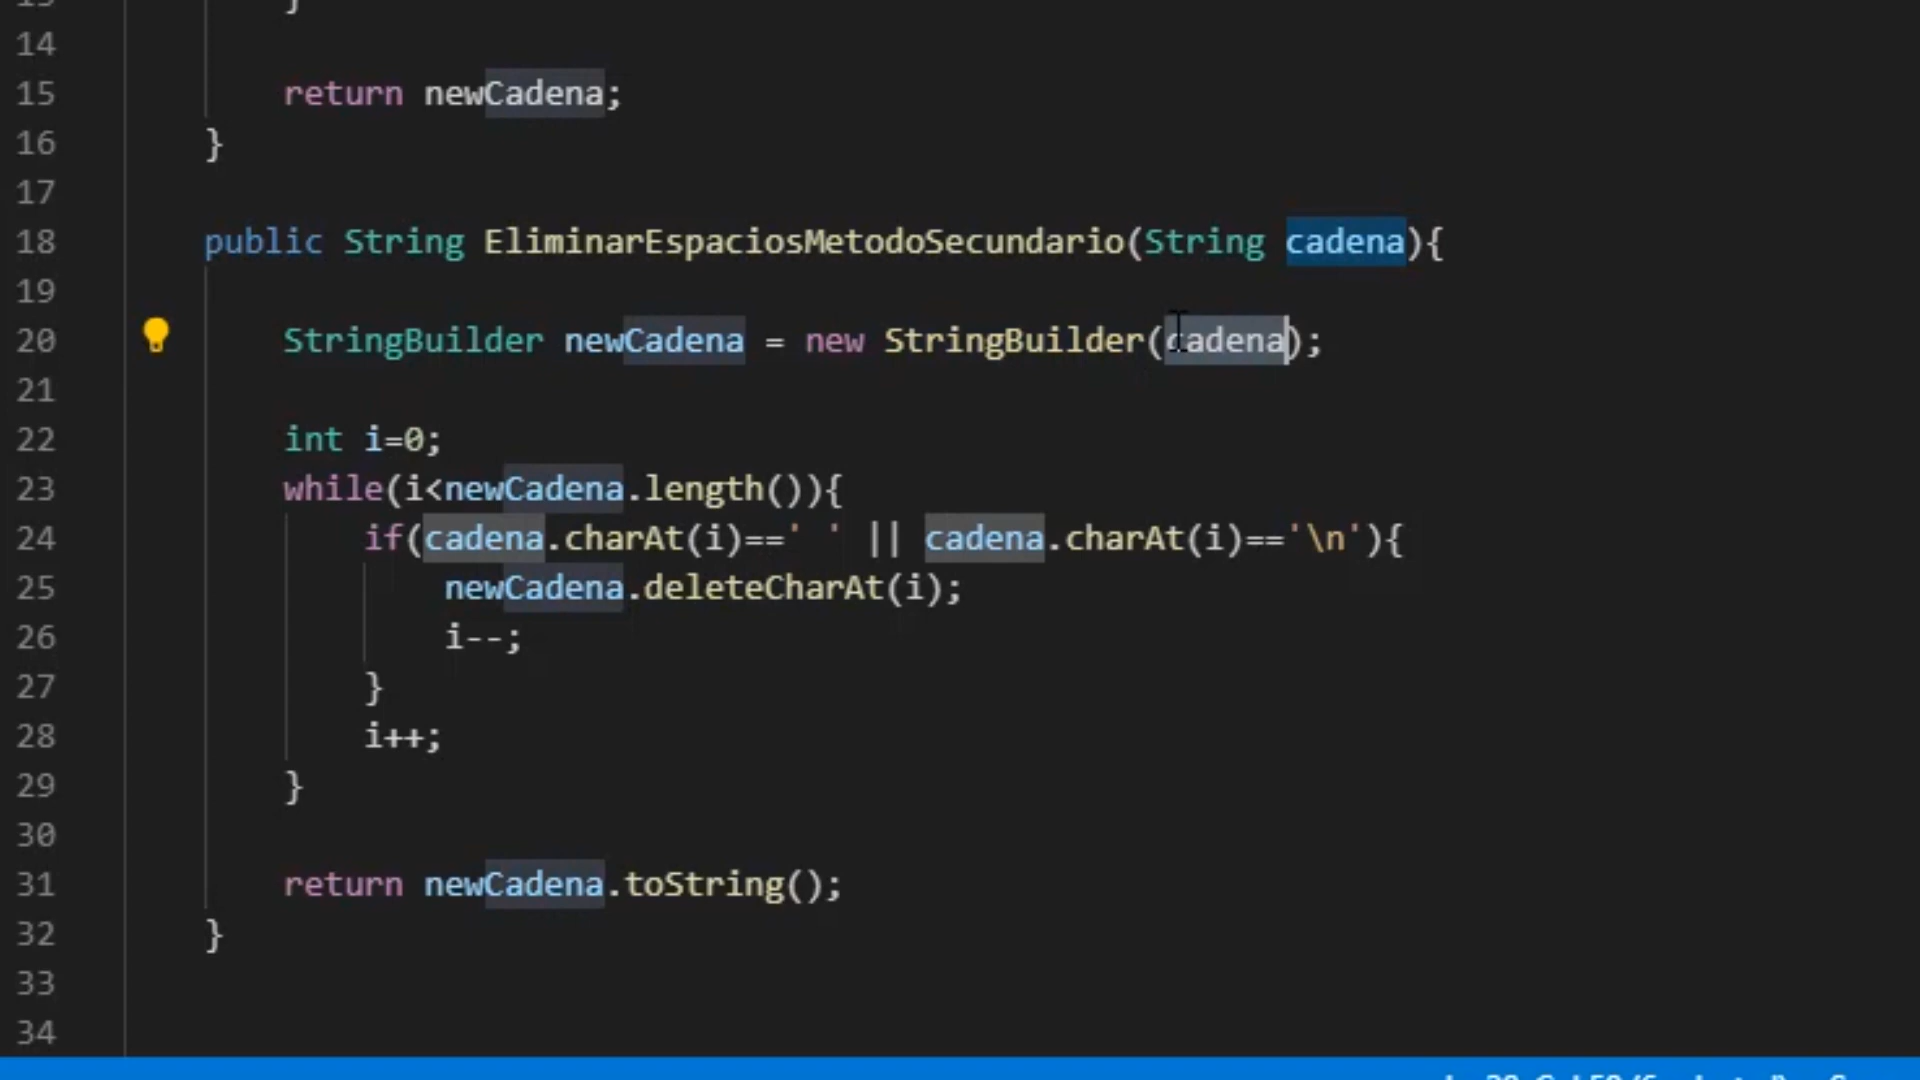 14
15 return newCadena;
16 }
17
18 public String EliminarEspaciosMetodoSecundario(String cadena){
19
20 StringBuilder newCadena = new StringBuilder(cadena);
21
22 int i=0;
23 while(i<newCadena.length()){
24 if(cadena.charAt(i)==' ' || cadena.charAt(i)=='\n'){
25 newCadena.deleteCharAt(i);
26 i--;
27 }
28 i++;
29 }
30
31 return newCadena.toString();
32 }
33
34